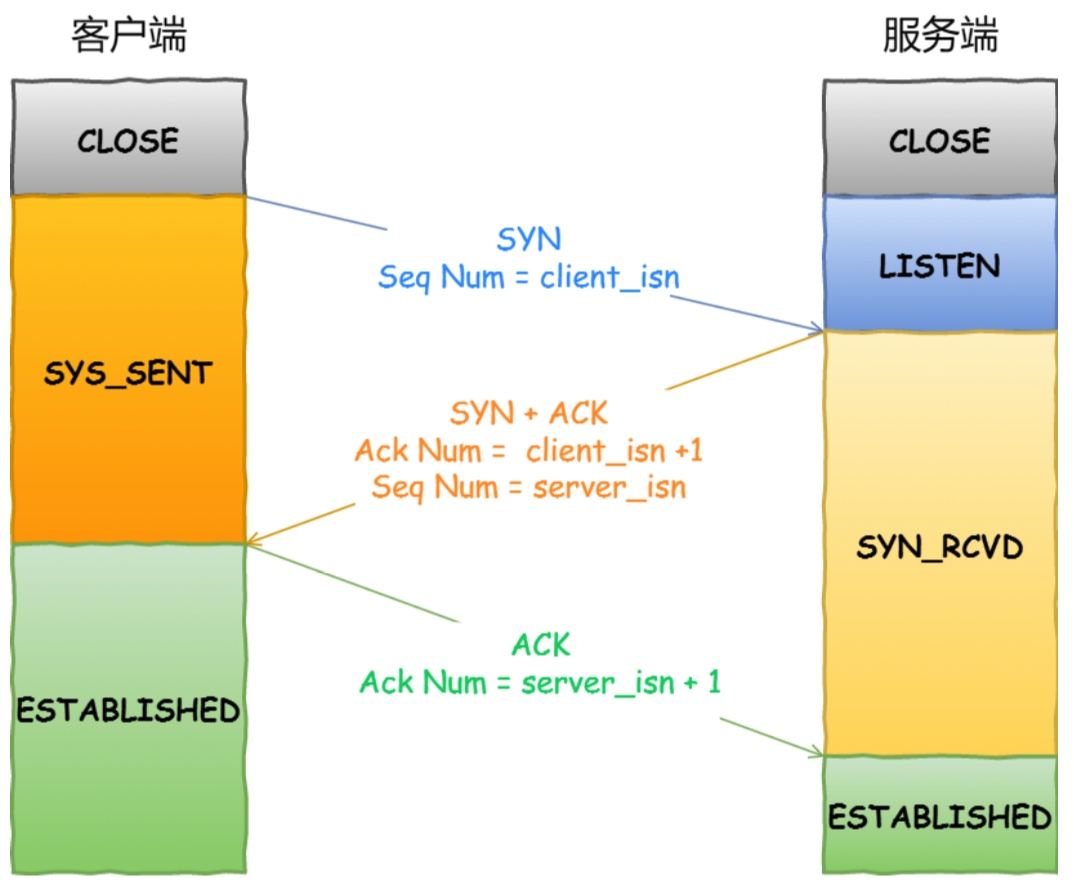 客户端
服务端
CLOSE
CLOSE
SYN
Seq Num = client_isn
LISTEN
SYS_SENT
SYN + ACK
Ack Num = client_isn +1
Seq Num = server_isn
SYN_RCVD
ACK
Ack Num = server_isn + 1
ESTABLISHED
ESTABLISHED